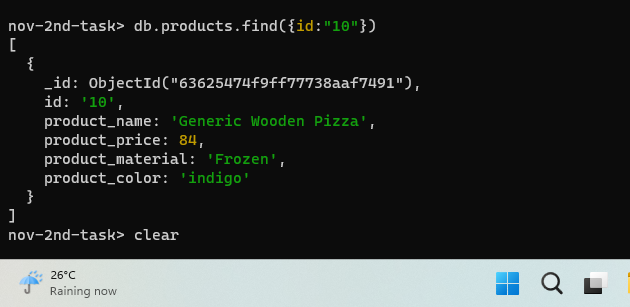 nov-2nd-task> db.products.find({id:"10"})
[
  {
    _id: ObjectId("63625474f9ff77738aaf7491"),
    id: '10',
    product_name: 'Generic Wooden Pizza',
    product_price: 84,
    product_material: 'Frozen',
    product_color: 'indigo'
  }
]
nov-2nd-task> clear
26°C
Raining now